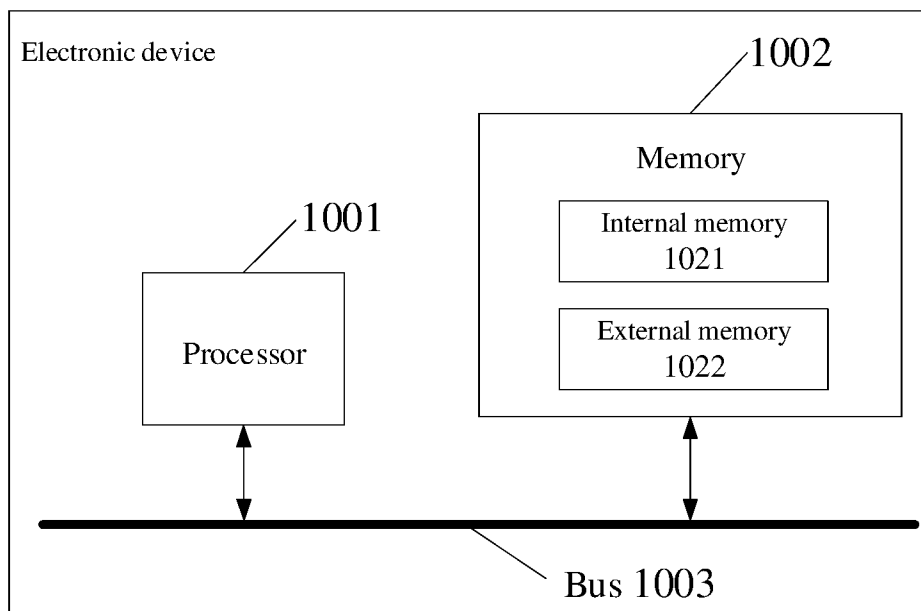 Electronic device
1002
Memory
Internal memory
1021
1001
External memory
1022
Processor
Bus 1003